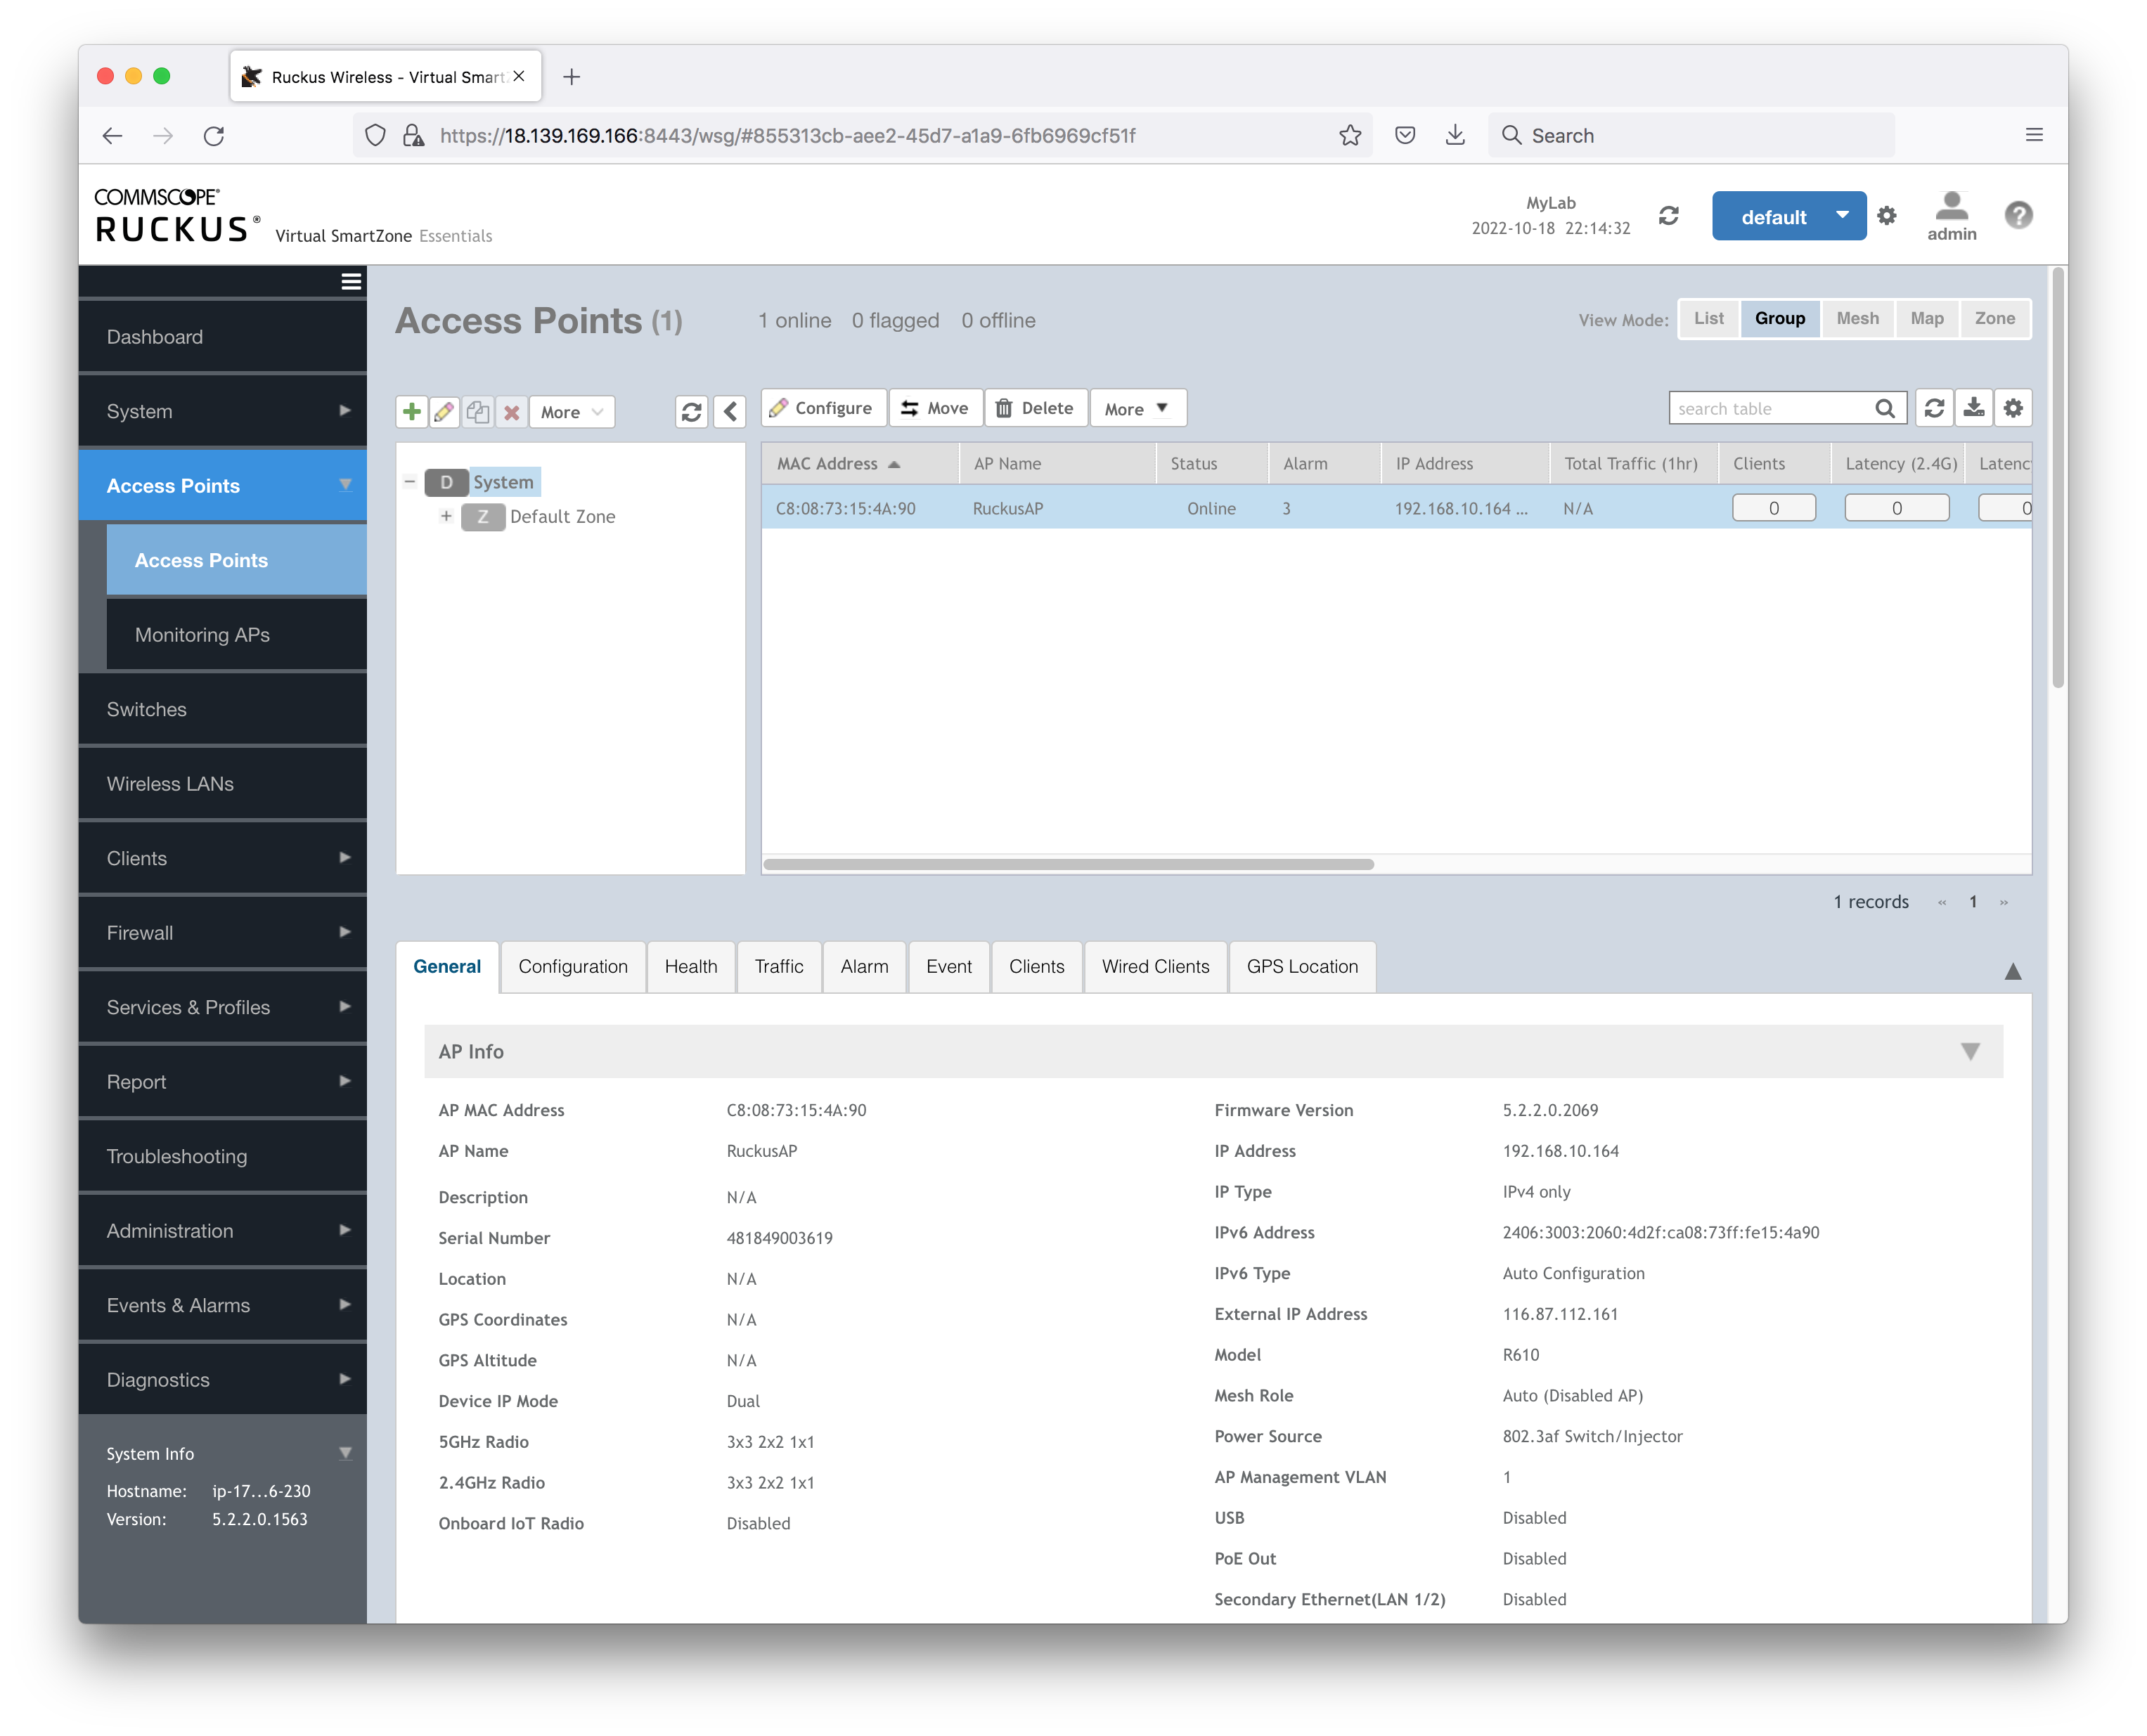 Ruckus Wireless - Virtual Smart
https://18.139.169.166:8443/wsg/#855313cb-aee2-45d7-a1a9-6fb6969cf51f
Search
COMMSCOPE®
RUCKUS®
Virtual SmartZone Essentials
MyLab
2022-10-18 22:14:32
default
admin
Dashboard
System
Access Points
Access Points
Monitoring APs
Switches
Wireless LANs
Clients
Firewall
Services & Profiles
Report
Troubleshooting
Administration
Events & Alarms
Diagnostics
System Info
Hostname: ip-17...6-230
Version: 5.2.2.0.1563
Access Points (1) 1 online 0 flagged 0 offline
View Mode: List Group Mesh Map Zone
More
Configure Move Delete More
search table
D System
Z Default Zone
MAC Address AP Name Status Alarm IP Address Total Traffic (1hr) Clients Latency (2.4G) Latency
C8:08:73:15:4A:90 RuckusAP Online 3 192.168.10.164 ... N/A 0 0 0
1 records « 1 »
General Configuration Health Traffic Alarm Event Clients Wired Clients GPS Location
AP Info
AP MAC Address C8:08:73:15:4A:90
AP Name RuckusAP
Description N/A
Serial Number 481849003619
Location N/A
GPS Coordinates N/A
GPS Altitude N/A
Device IP Mode Dual
5GHz Radio 3x3 2x2 1x1
2.4GHz Radio 3x3 2x2 1x1
Onboard IoT Radio Disabled
Firmware Version 5.2.2.0.2069
IP Address 192.168.10.164
IP Type IPv4 only
IPv6 Address 2406:3003:2060:4d2f:ca08:73ff:fe15:4a90
IPv6 Type Auto Configuration
External IP Address 116.87.112.161
Model R610
Mesh Role Auto (Disabled AP)
Power Source 802.3af Switch/Injector
AP Management VLAN 1
USB Disabled
PoE Out Disabled
Secondary Ethernet(LAN 1/2) Disabled